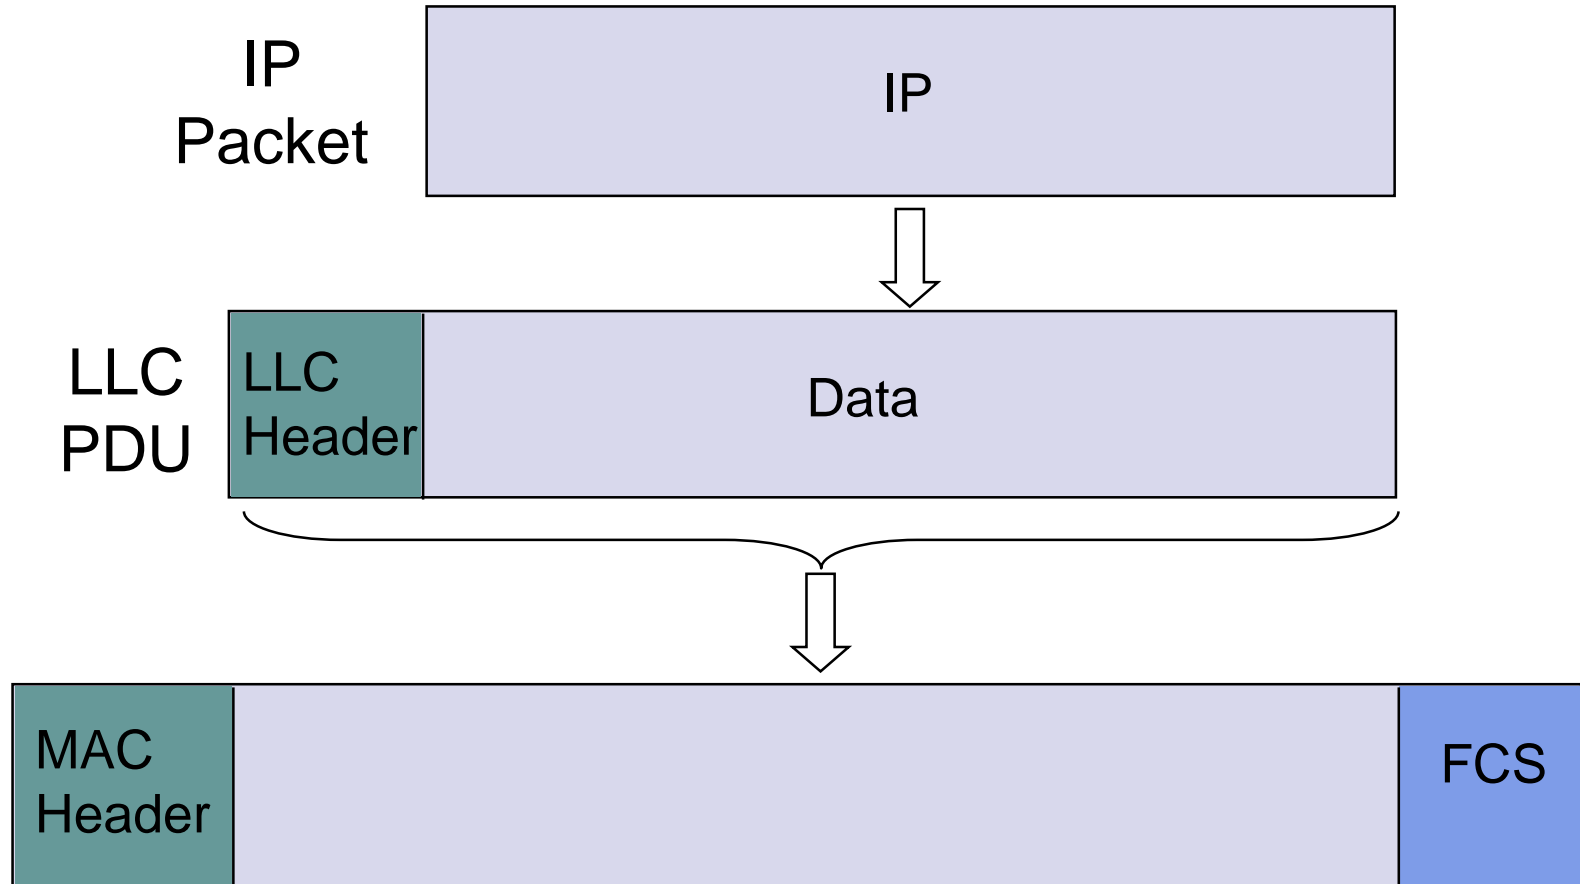 IP
Packet
IP
LLC
PDU
LLC
Header
Data
MAC
Header
FCS